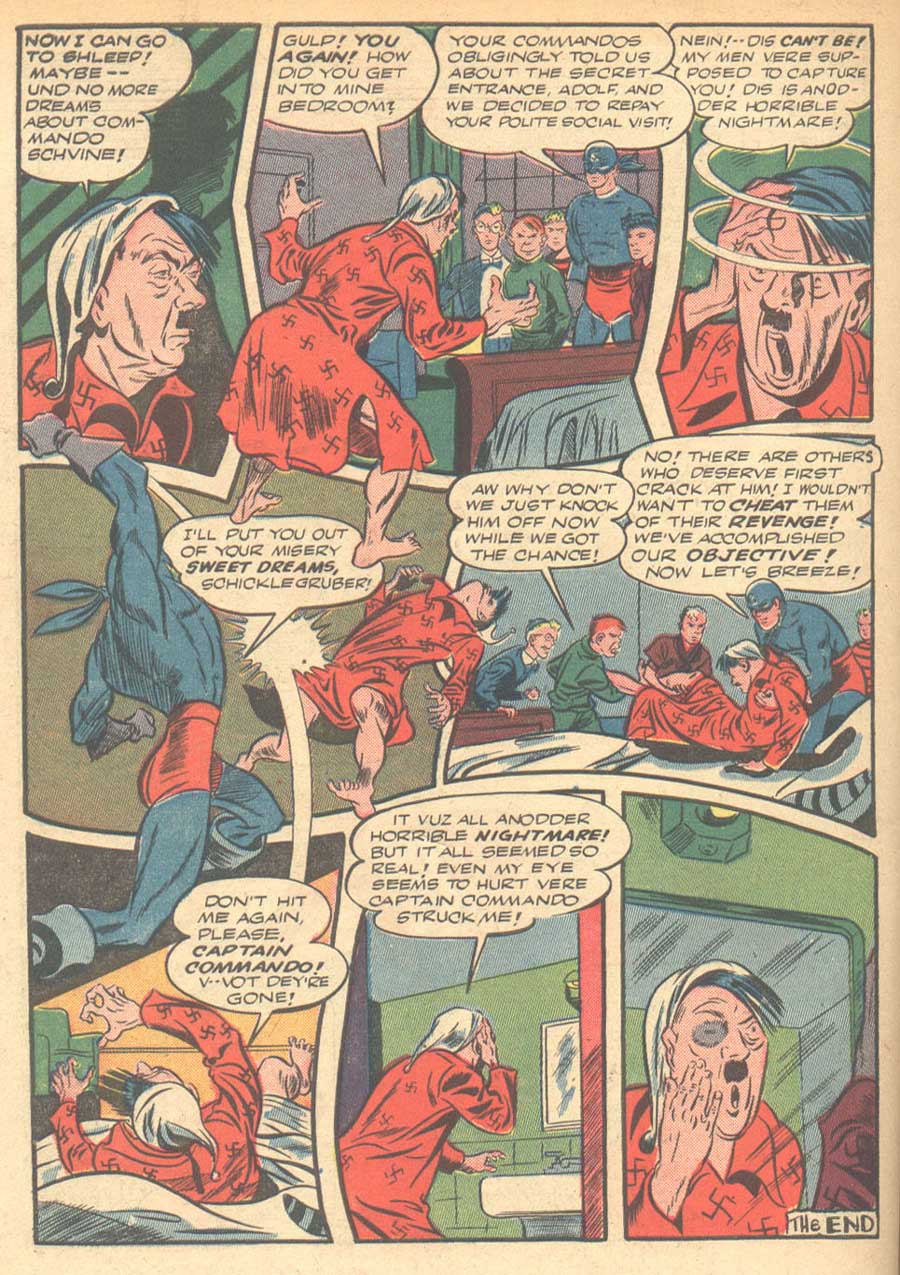 NOW I CAN GO
TO SHLEEP!
MAYBE --
UND NO MORE
DREAMS
ABOUT COM-
MANDO
SCHVINE!
GULP! YOU
AGAIN! HOW
DID YOU GET
INTO MINE
BEDROOM?
YOUR COMMANDOS
OBLIGINGLY TOLD US
ABOUT THE SECRET
ENTRANCE, ADOLF, AND
WE DECIDED TO REPAY
YOUR POLITE SOCIAL VISIT!
NEIN!-- DIS CAN'T BE!
MY MEN VERE SUP-
POSED TO CAPTURE
YOU! DIS IS ANOD-
DER HORRIBLE
NIGHTMARE!
I'LL PUT YOU OUT
OF YOUR MISERY
SWEET DREAMS,
SCHICKLEGRUBER!
AW WHY DON'T
WE JUST KNOCK
HIM OFF NOW
WHILE WE GOT
THE CHANCE!
NO! THERE ARE OTHERS
WHO DESERVE FIRST
CRACK AT HIM! I WOULDN'T
WANT TO CHEAT THEM
OF THEIR REVENGE!
WE'VE ACCOMPLISHED
OUR OBJECTIVE!
NOW LET'S BREEZE!
DON'T HIT
ME AGAIN,
PLEASE,
CAPTAIN
COMMANDO!
V--VOT DEY'RE
GONE!
IT VUZ ALL ANODDER
HORRIBLE NIGHTMARE!
BUT IT ALL SEEMED SO
REAL! EVEN MY EYE
SEEMS TO HURT VERE
CAPTAIN COMMANDO
STRUCK ME!
THE END